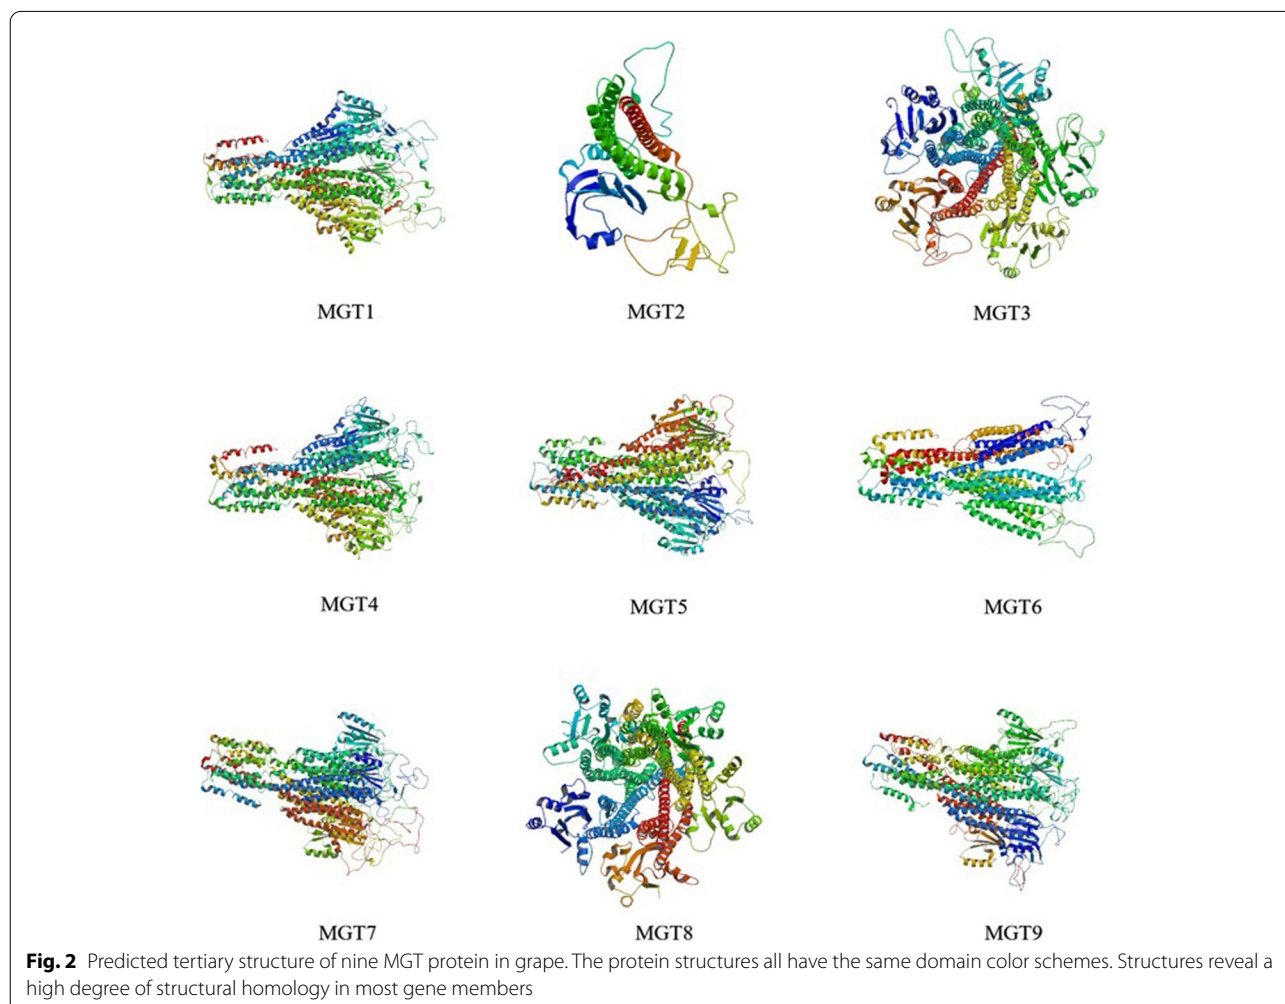 MGT1 MGT2 MGT3
MGT4 MGT5 MGT6
MGT7 MGT8 MGT9
Fig. 2 Predicted tertiary structure of nine MGT protein in grape. The protein structures all have the same domain color schemes. Structures reveal a
high degree of structural homology in most gene members